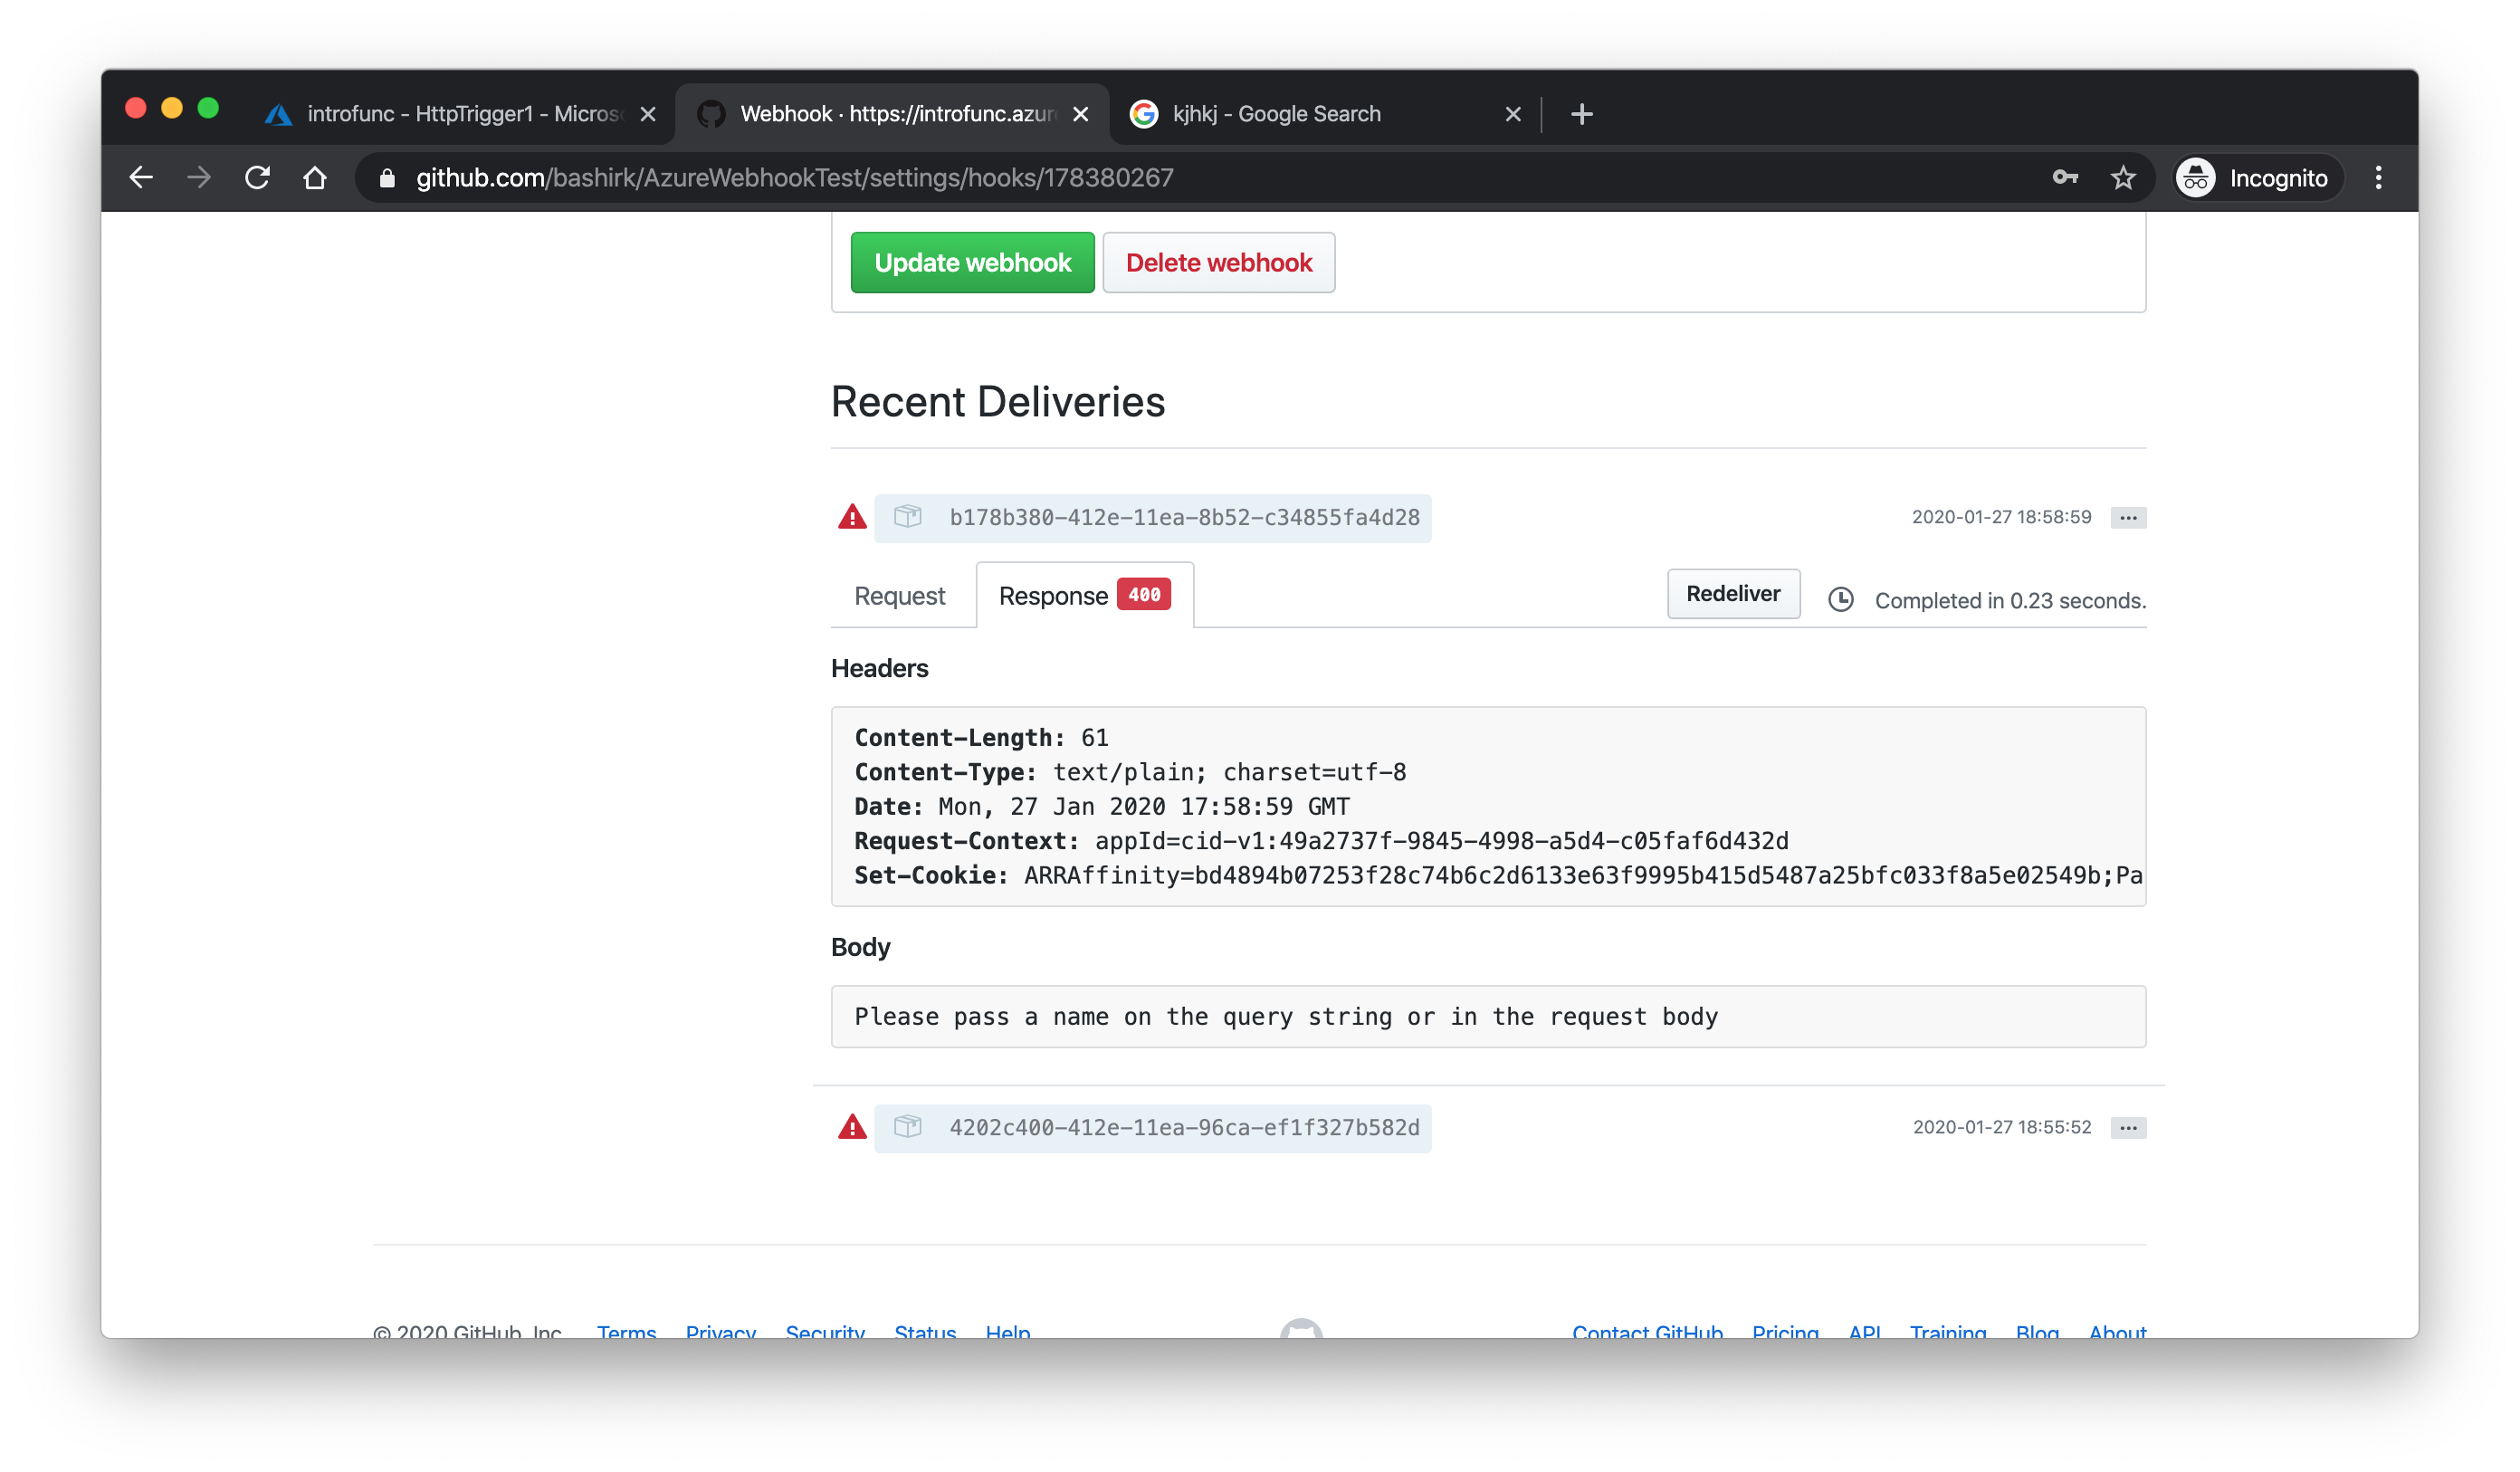 introfunc - HttpTrigger1 - Micros
Webhook · https://introfunc.azur
kjhkj - Google Search
github.com/bashirk/AzureWebhookTest/settings/hooks/178380267
Incognito
Update webhook
Delete webhook
Recent Deliveries
b178b380-412e-11ea-8b52-c34855fa4d28
2020-01-27 18:58:59
Request
Response 400
Redeliver
Completed in 0.23 seconds.
Headers
Content-Length: 61
Content-Type: text/plain; charset=utf-8
Date: Mon, 27 Jan 2020 17:58:59 GMT
Request-Context: appId=cid-v1:49a2737f-9845-4998-a5d4-c05faf6d432d
Set-Cookie: ARRAffinity=bd4894b07253f28c74b6c2d6133e63f9995b415d5487a25bfc033f8a5e02549b;Pa
Body
Please pass a name on the query string or in the request body
4202c400-412e-11ea-96ca-ef1f327b582d
2020-01-27 18:55:52
© 2020 GitHub, Inc.
Terms
Privacy
Security
Status
Help
Contact GitHub
Pricing
API
Training
Blog
About